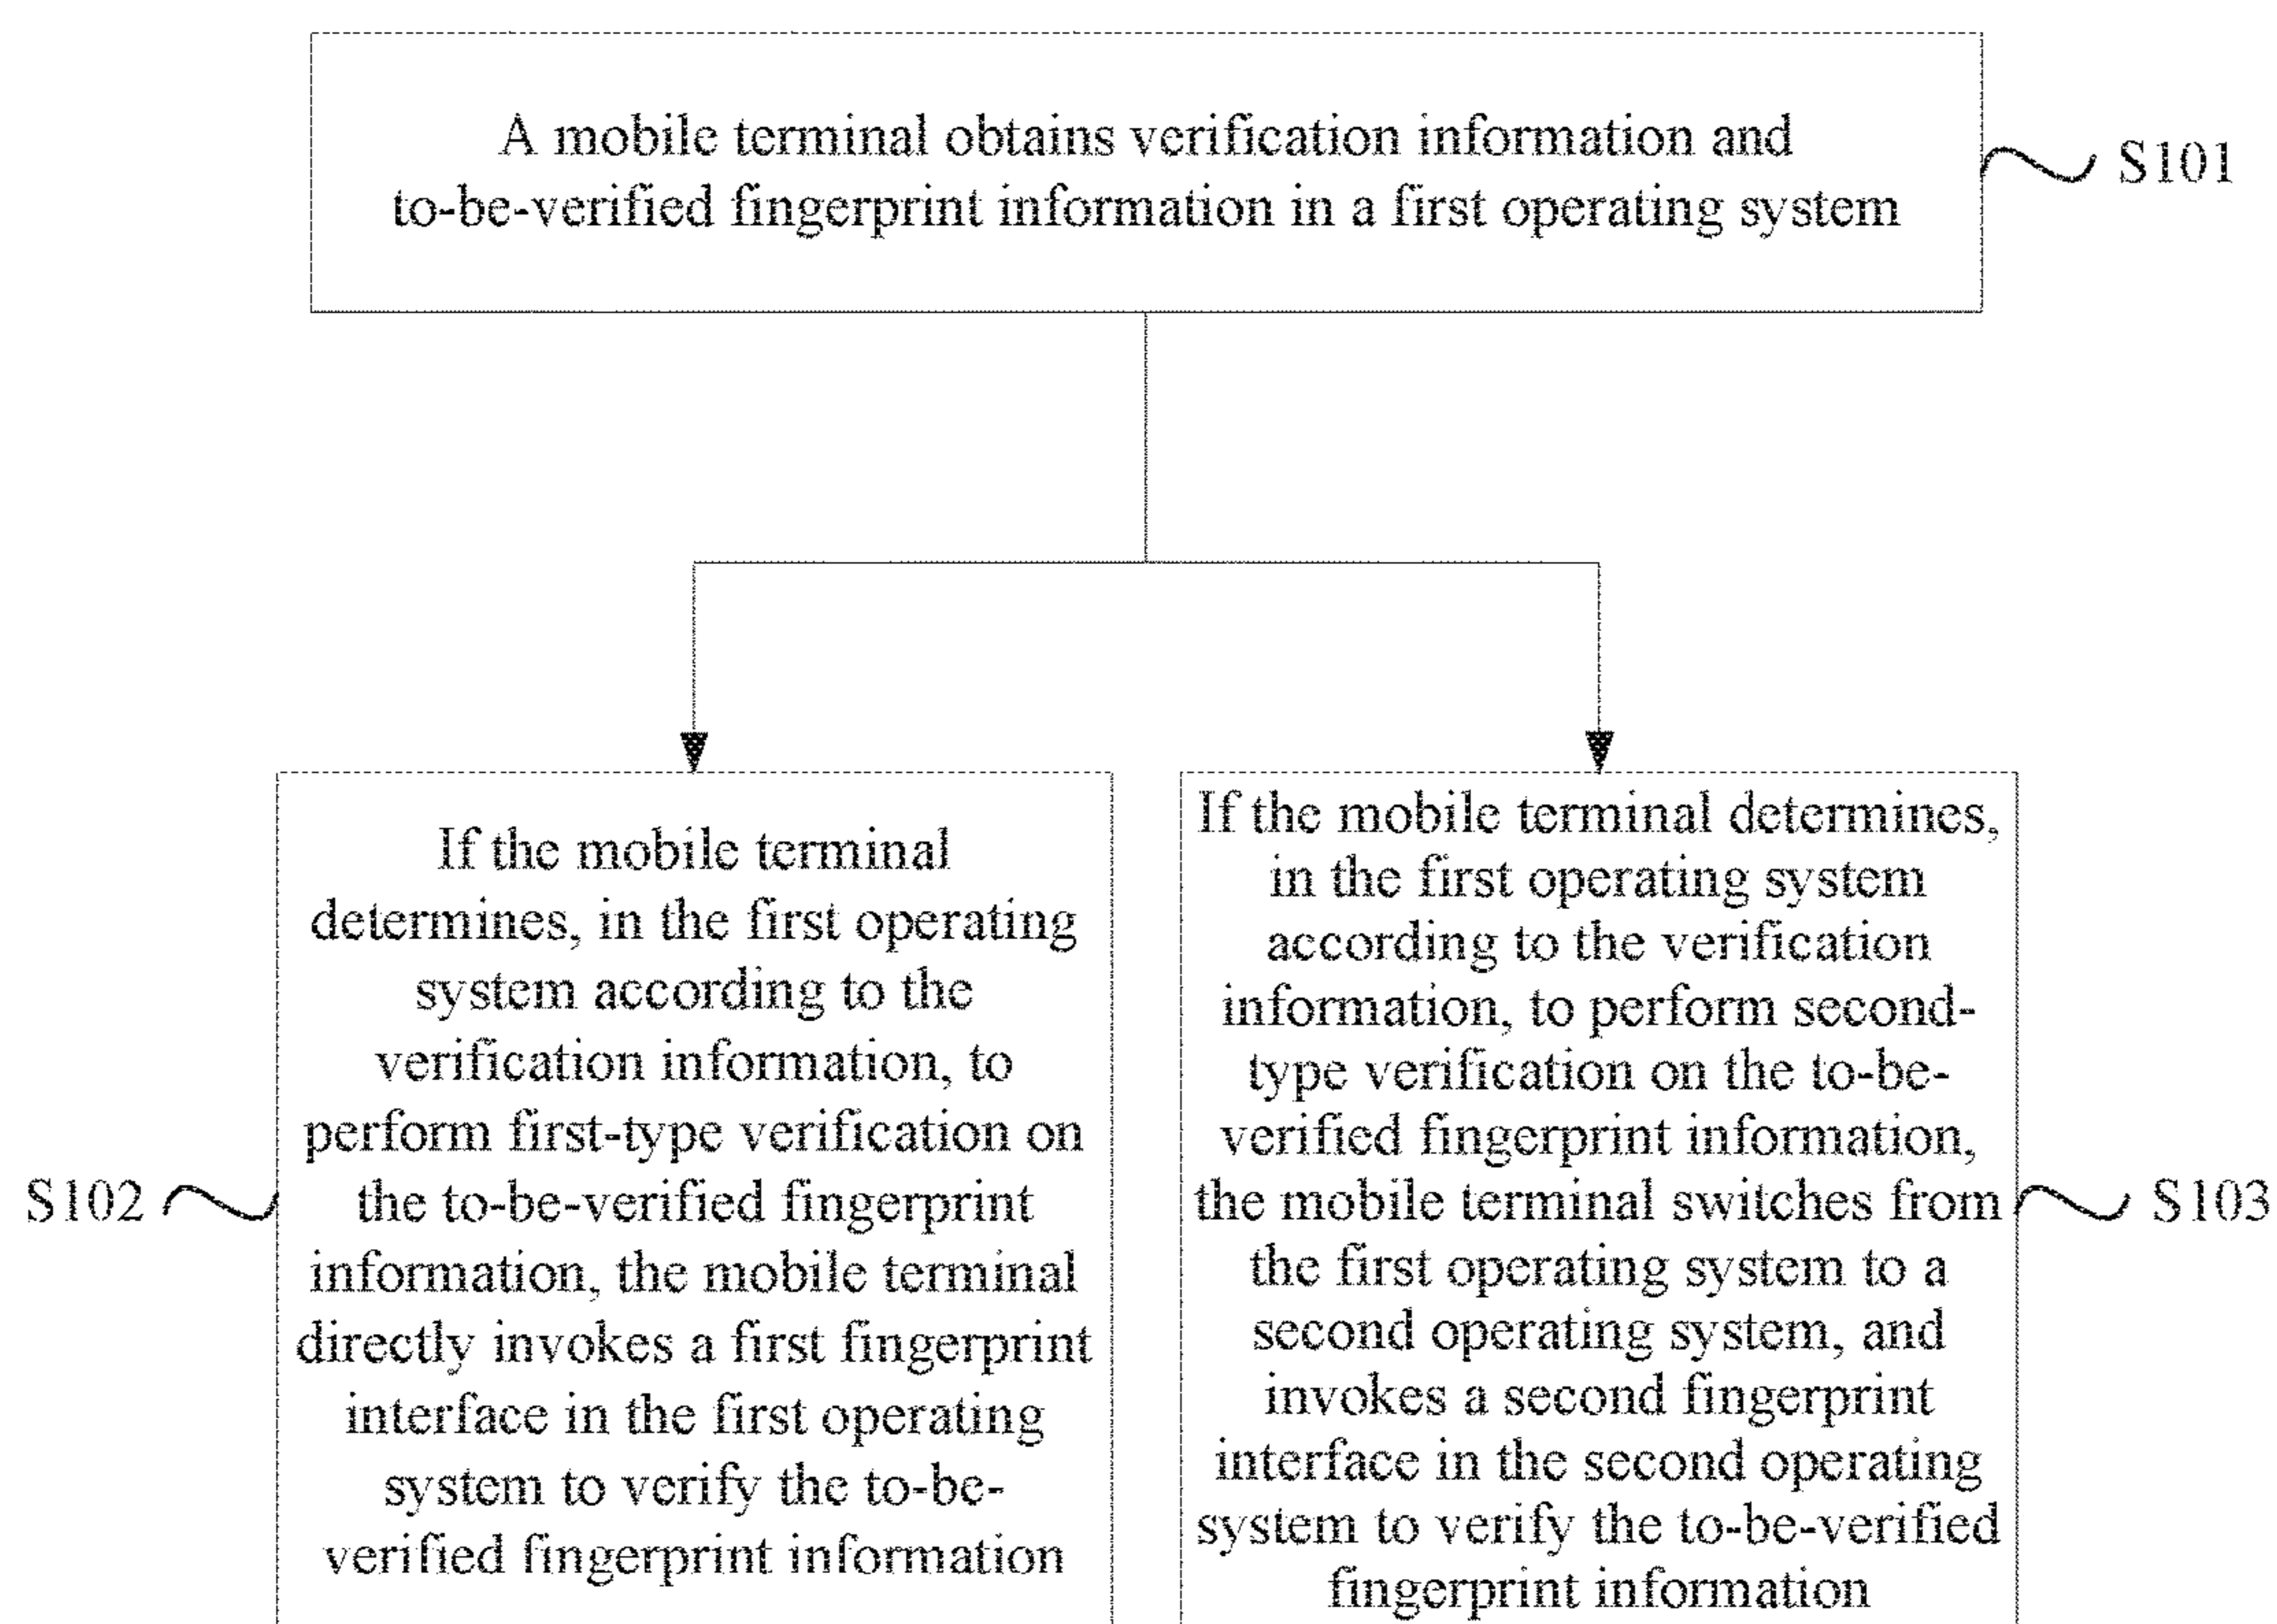 A mobile terminal obtains verification information and
to-be-verified fingerprint information in a first operating system
S101
If the mobile terminal
determines, in the first operating
system according to the
verification information, to
perform first-type verification on
the to-be-verified fingerprint
information, the mobile terminal
directly invokes a first fingerprint
interface in the first operating
system to verify the to-be-
verified fingerprint information
S102
If the mobile terminal determines,
in the first operating system
according to the verification
information, to perform second-
type verification on the to-be-
verified fingerprint information,
the mobile terminal switches from
the first operating system to a
second operating system, and
invokes a second fingerprint
interface in the second operating
system to verify the to-be-verified
fingerprint information
S103